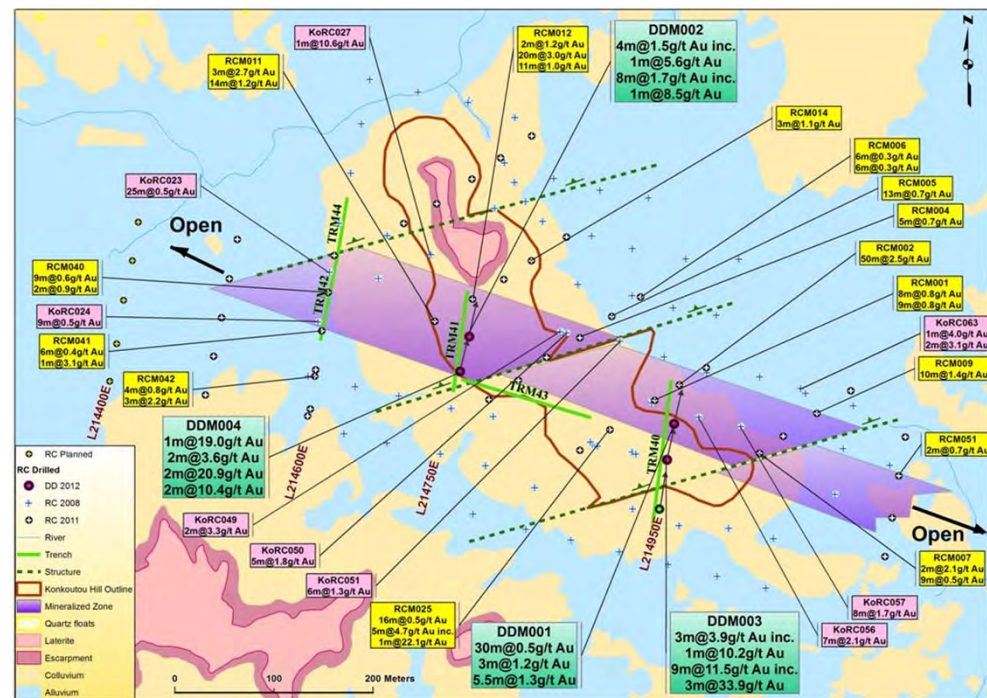 KoRC027
1m@10.6g/t Au
RCM012
2m@1.2g/t Au
20m@3.0g/t Au
11m@1.0g/t Au
DDM002
4m@1.5g/t Au inc.
1m@5.6g/t Au
8m@1.7g/t Au inc.
1m@8.5g/t Au
N
RCM011
3m@2.7g/t Au
14m@1.2g/t Au
RCM014
3m@1.1g/t Au
RCM006
6m@0.3g/t Au
6m@0.3g/t Au
KoRC023
25m@0.5g/t Au
RCM005
13m@0.7g/t Au
RCM004
5m@0.7g/t Au
Open
TRM44
RCM002
50m@2.5g/t Au
RCM040
9m@0.6g/t Au
2m@0.9g/t Au
TRM42
RCM001
8m@0.8g/t Au
9m@0.8g/t Au
KoRC024
9m@0.5g/t Au
TRM41
KoRC063
1m@4.0g/t Au
2m@3.1g/t Au
RCM041
6m@0.4g/t Au
1m@3.1g/t Au
RCM009
10m@1.4g/t Au
RCM042
4m@0.8g/t Au
3m@2.2g/t Au
TRM43
L214400E
L214600E
L214750E
TRM40
L214950E
DDM004
1m@19.0g/t Au
2m@3.6g/t Au
2m@20.9g/t Au
2m@10.4g/t Au
RCM051
2m@0.7g/t Au
Open
KoRC049
2m@3.3g/t Au
KoRC050
5m@1.8g/t Au
KoRC051
6m@1.3g/t Au
RCM007
2m@2.1g/t Au
9m@0.5g/t Au
KoRC057
8m@1.7g/t Au
KoRC056
7m@2.1g/t Au
RCM025
16m@0.5g/t Au
5m@4.7g/t Au inc.
1m@22.1g/t Au
DDM001
30m@0.5g/t Au
3m@1.2g/t Au
5.5m@1.3g/t Au
DDM003
3m@3.9g/t Au inc.
1m@10.2g/t Au
9m@11.5g/t Au inc.
3m@33.9g/t Au
RC Planned
RC Drilled
DD 2012
RC 2008
RC 2011
River
Trench
Structure
Konkoutou Hill Outline
Mineralized Zone
Quartz floats
Laterite
Escarpment
Colluvium
Alluvium
0 100 200 Meters